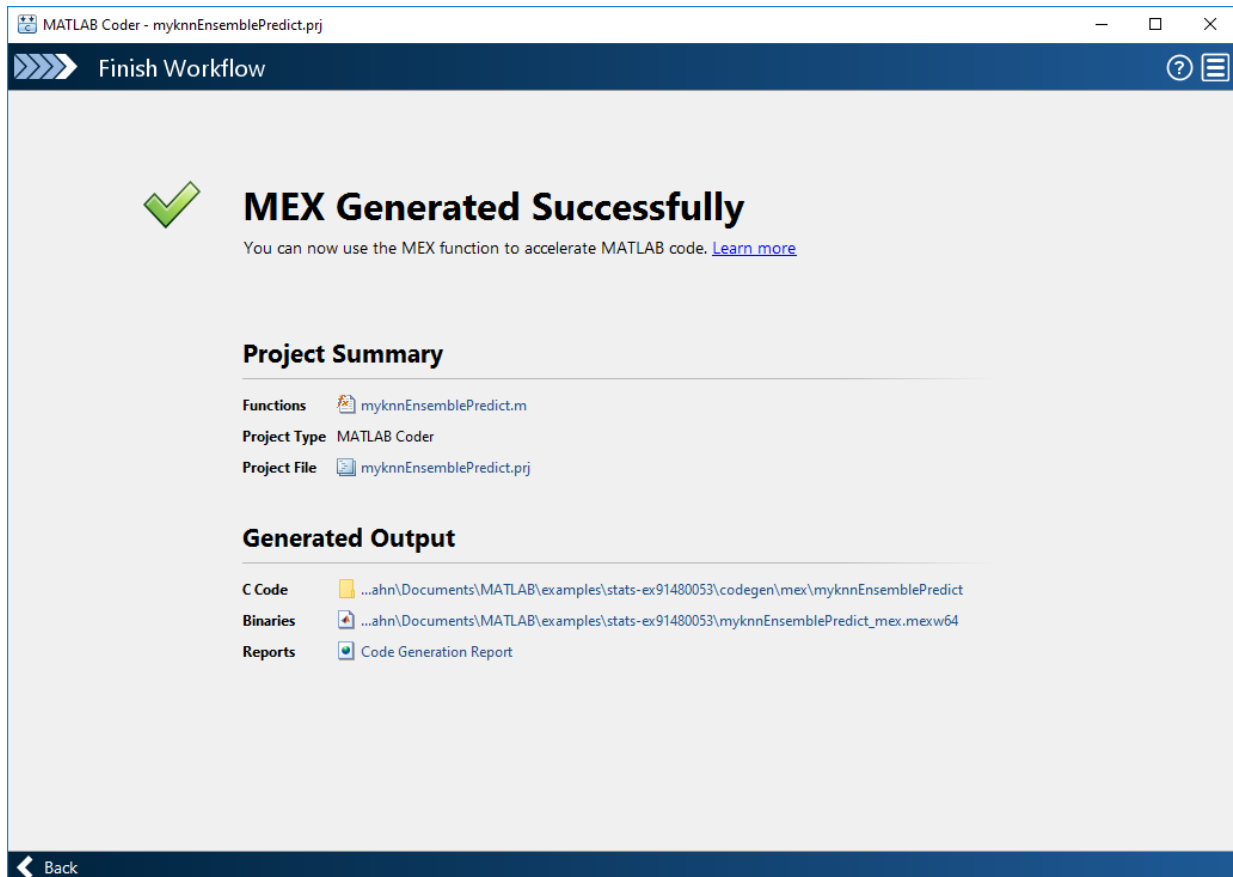 MATLAB Coder - myknnEnsemblePredict.prj
Finish Workflow
MEX Generated Successfully
You can now use the MEX function to accelerate MATLAB code. Learn more
Project Summary
Functions myknnEnsemblePredict.m
Project Type MATLAB Coder
Project File myknnEnsemblePredict.prj
Generated Output
C Code ...ahn\Documents\MATLAB\examples\stats-ex91480053\codegen\mex\myknnEnsemblePredict
Binaries ...ahn\Documents\MATLAB\examples\stats-ex91480053\myknnEnsemblePredict_mex.mexw64
Reports Code Generation Report
Back